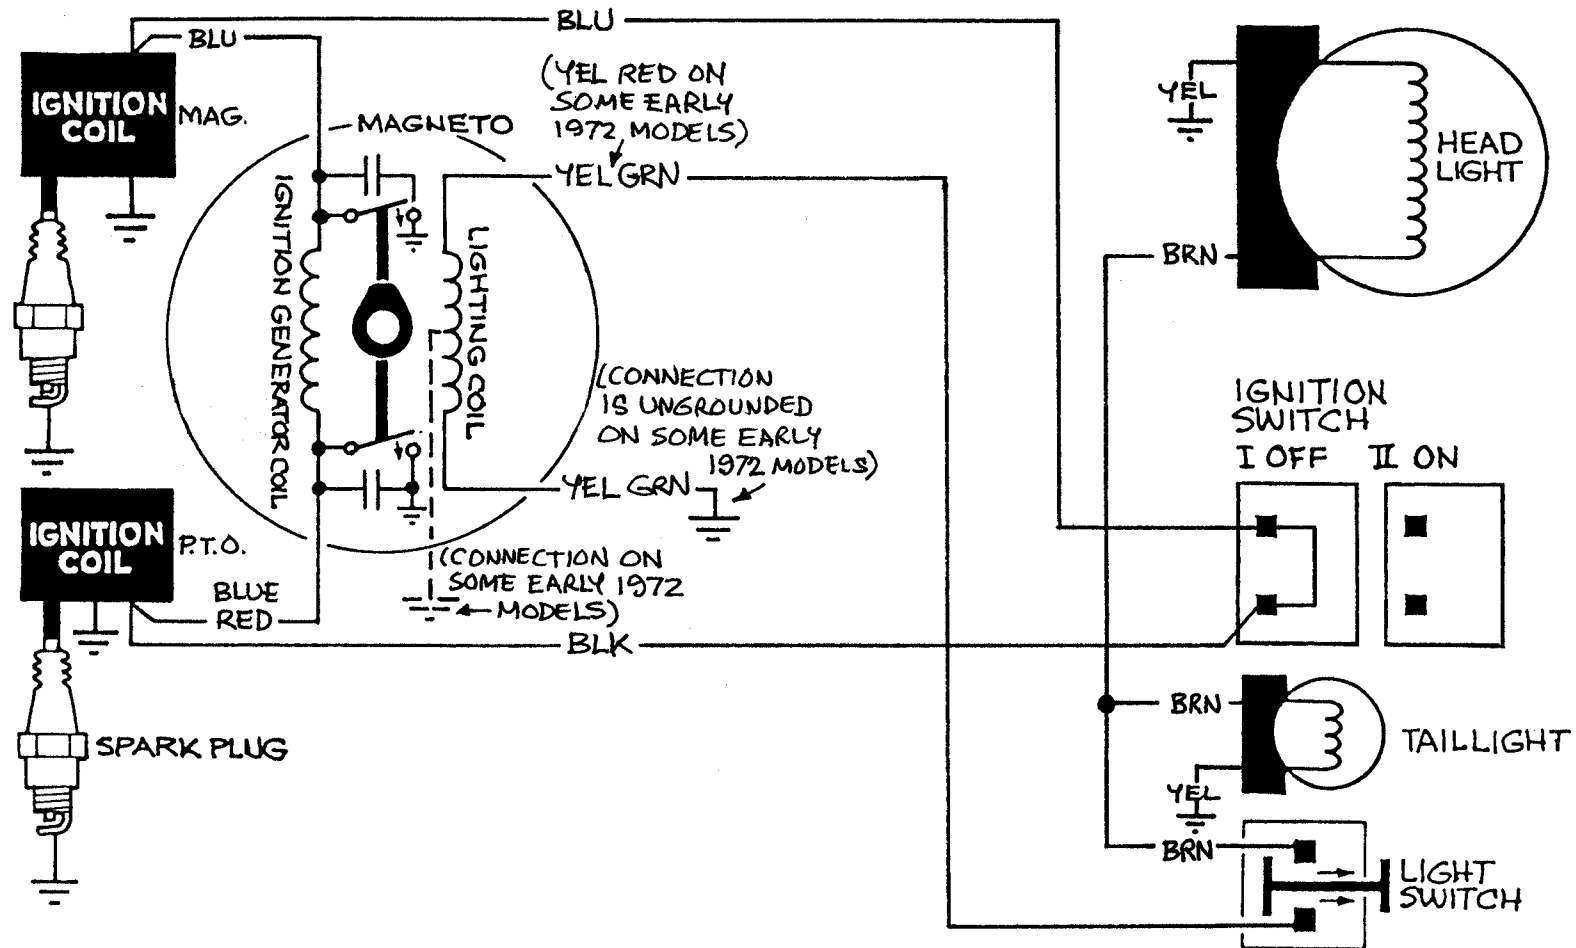 BLU
BLU
IGNITION
COIL
MAG.
MAGNETO
(YEL RED ON
SOME EARLY
1972 MODELS)
YEL GRN
IGNITION GENERATOR COIL
LIGHTING COIL
(CONNECTION
IS UNGROUNDED
ON SOME EARLY
1972 MODELS)
YEL GRN
(CONNECTION ON
SOME EARLY 1972
MODELS)
IGNITION
COIL
P.T.O.
BLUE
RED
BLK
SPARK PLUG
YEL
HEAD
LIGHT
BRN
IGNITION
SWITCH
I OFF
II ON
BRN
TAILLIGHT
YEL
BRN
LIGHT
SWITCH